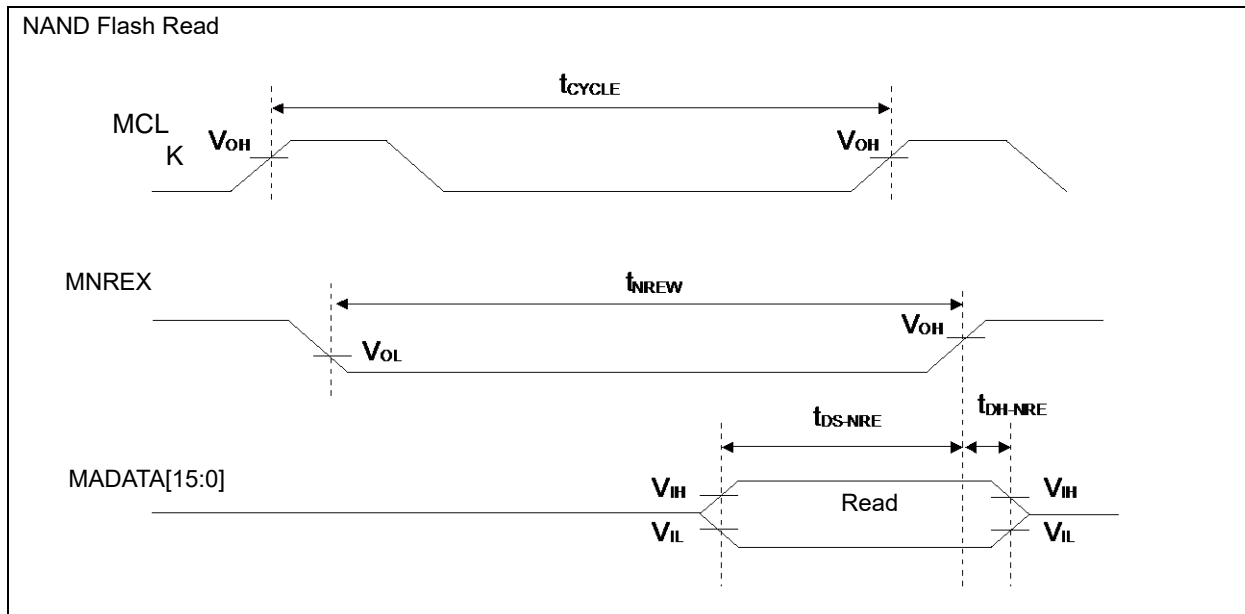 NAND Flash Read
tCYCLE
MCL
K
VOH
VOH
MNREX
tNREW
VOH
VOL
tDS-NRE
tDH-NRE
MADATA[15:0]
VIH
Read
VIH
VIL
VIL